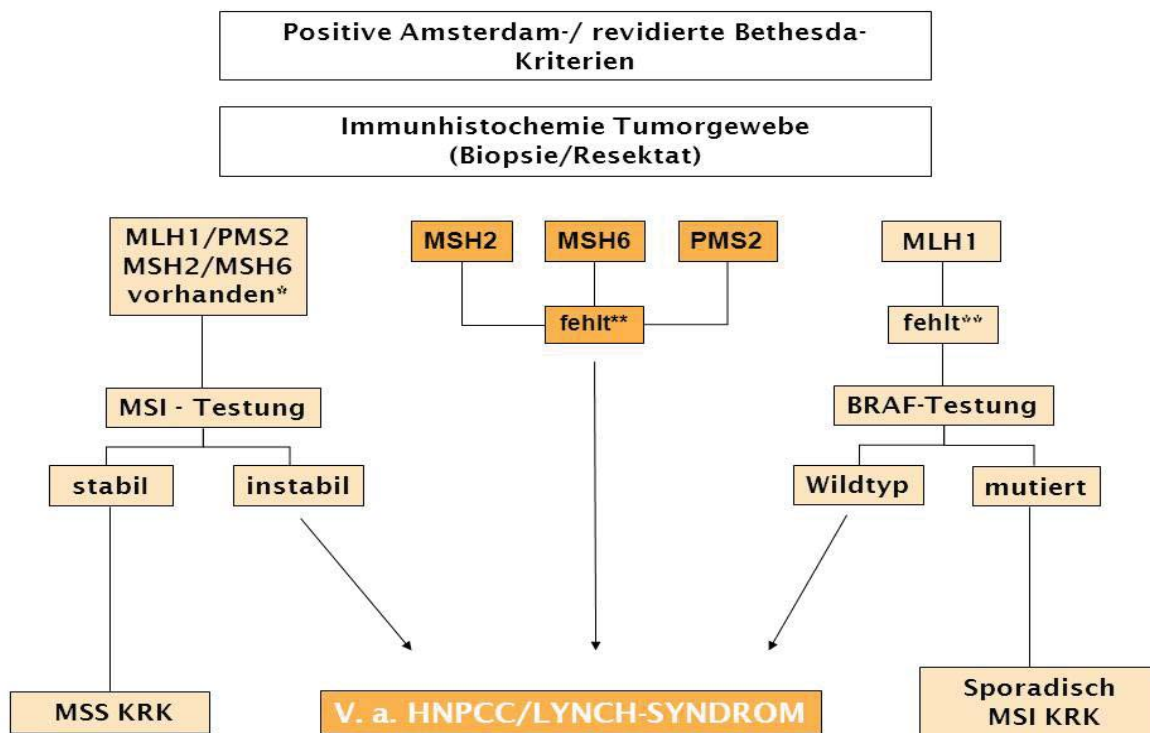 Positive Amsterdam-/ revidierte Bethesda-
Kriterien
Immunhistochemie Tumorgewebe
(Biopsie/Resektat)
MLH1/PMS2
MSH2/MSH6
vorhanden*
MSH2
MSH6
PMS2
MLH1
fehlt**
fehlt**
MSI - Testung
BRAF-Testung
stabil
instabil
Wildtyp
mutiert
MSS KRK
V. a. HNPCC/LYNCH-SYNDROM
Sporadisch
MSI KRK